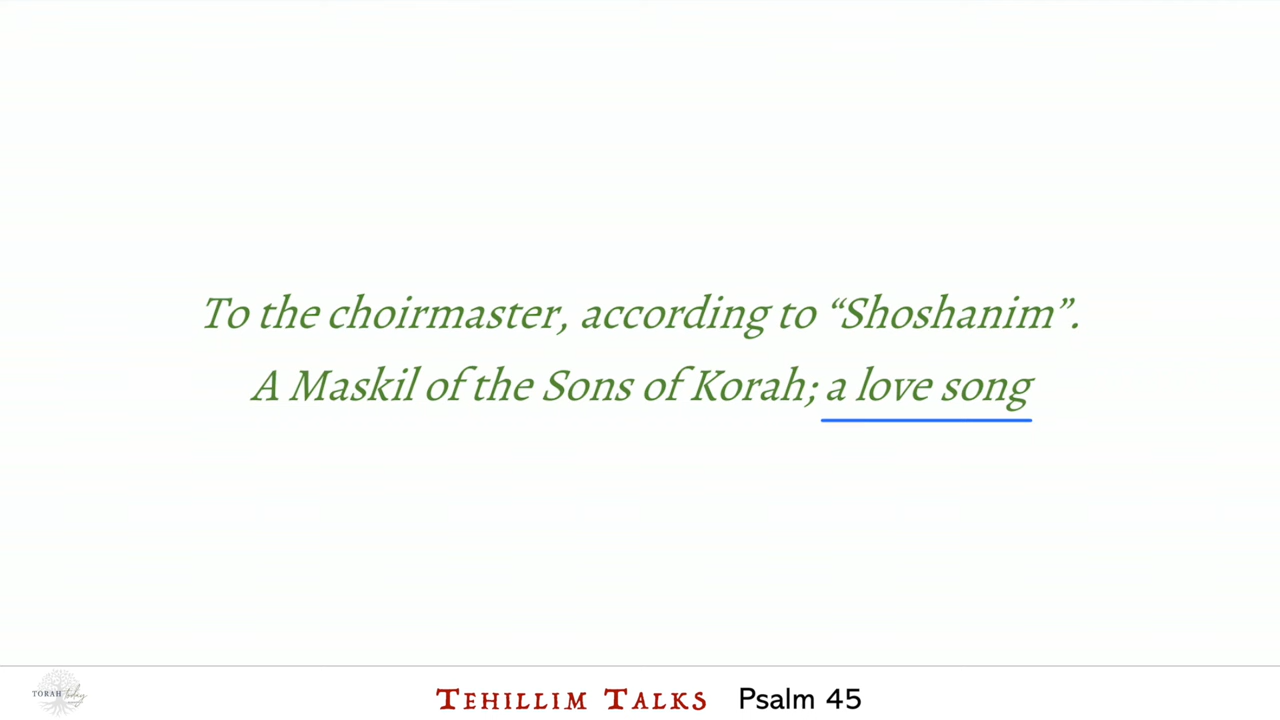 To the choirmaster, according to “Shoshanim”.
A Maskil of the Sons of Korah; a love song
TORAH today
TEHILLIM TALKS Psalm 45